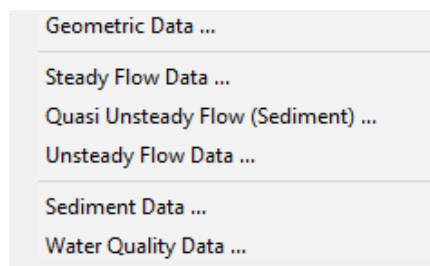 Geometric Data ...
Steady Flow Data ...
Quasi Unsteady Flow (Sediment) ...
Unsteady Flow Data ...
Sediment Data ...
Water Quality Data ...